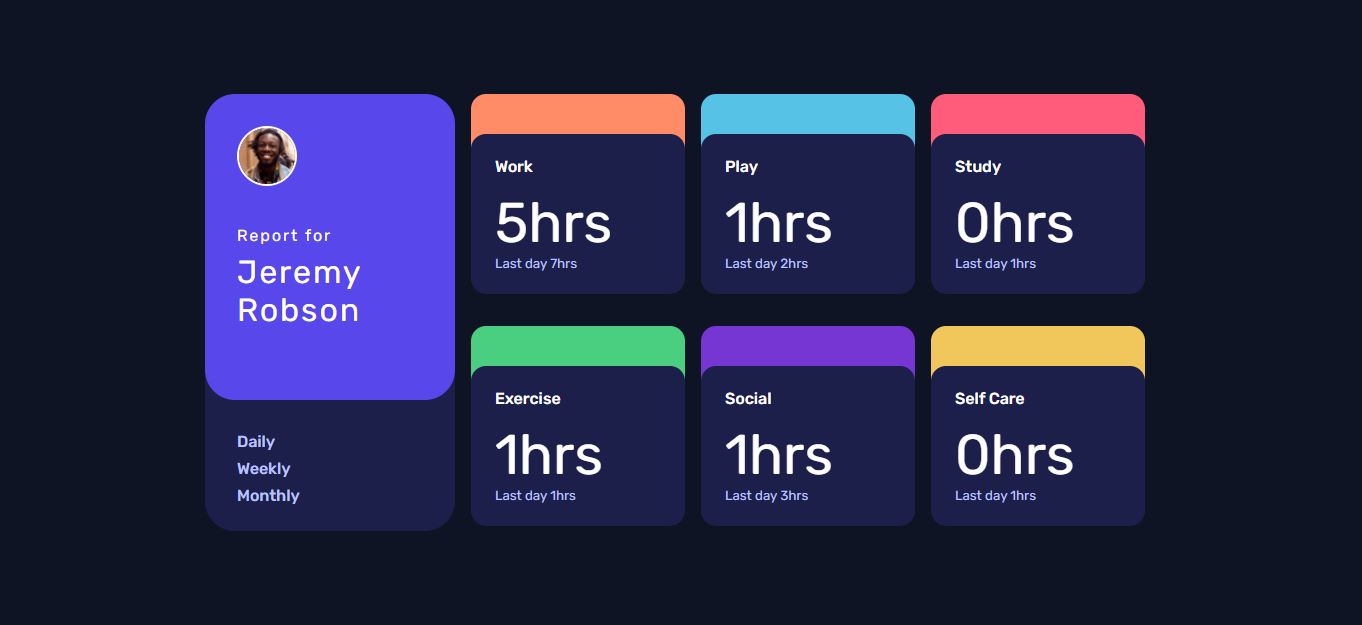 Report for
Jeremy
Robson
Daily
Weekly
Monthly
Work
5hrs
Last day 7hrs
Play
1hrs
Last day 2hrs
Study
0hrs
Last day 1hrs
Exercise
1hrs
Last day 1hrs
Social
1hrs
Last day 3hrs
Self Care
0hrs
Last day 1hrs